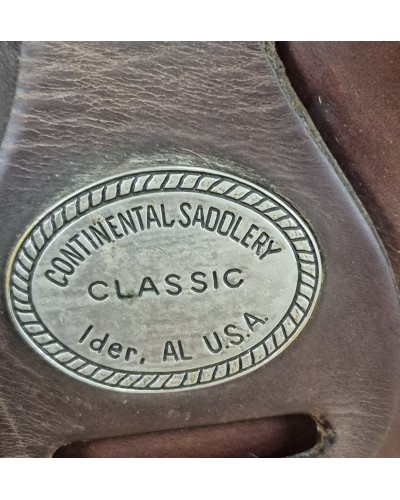 CONTINENTAL SADDLERY
CLASSIC
Ider, AL U.S.A.